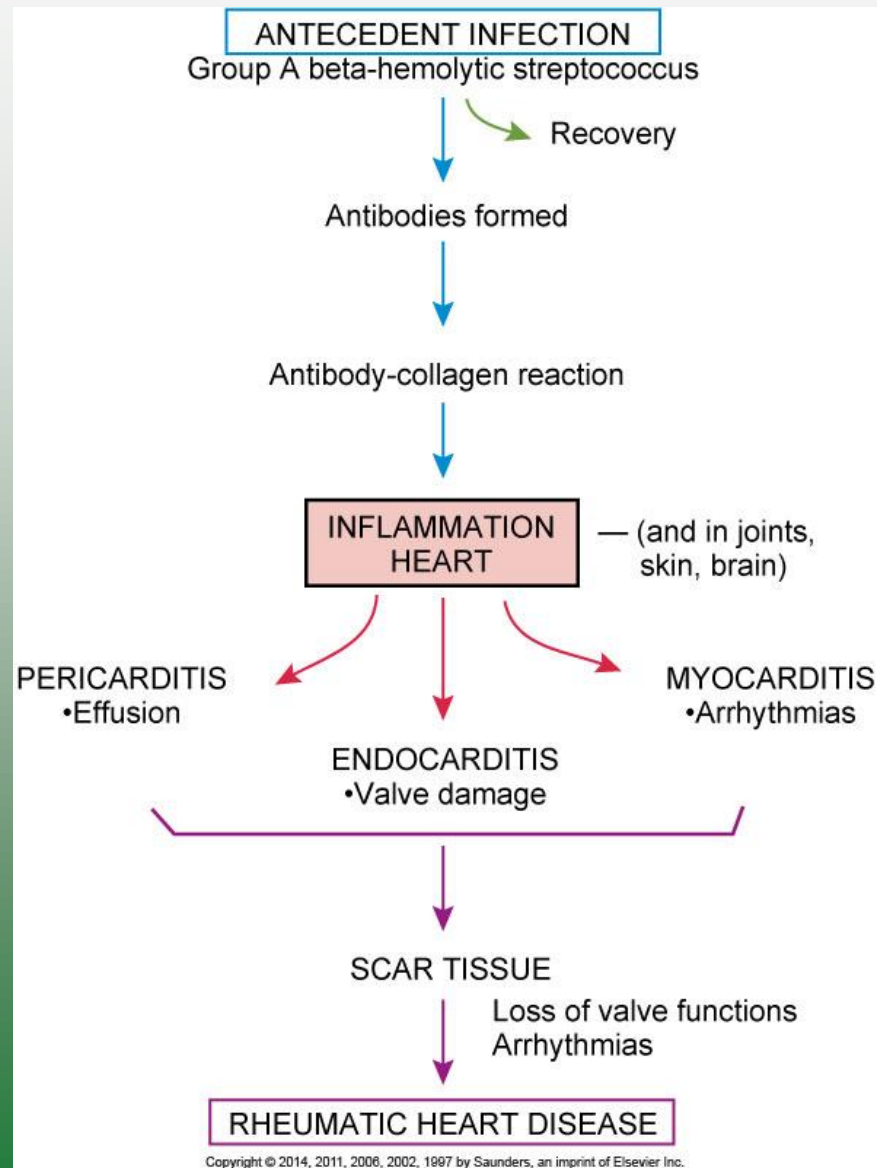 ANTECEDENT INFECTION
Group A beta-hemolytic streptococcus
Recovery
Antibodies formed
Antibody-collagen reaction
INFLAMMATION
HEART
— (and in joints,
skin, brain)
PERICARDITIS
•Effusion
MYOCARDITIS
•Arrhythmias
ENDOCARDITIS
•Valve damage
SCAR TISSUE
Loss of valve functions
Arrhythmias
RHEUMATIC HEART DISEASE
Copyright © 2014, 2011, 2006, 2002, 1997 by Saunders, an imprint of Elsevier Inc.